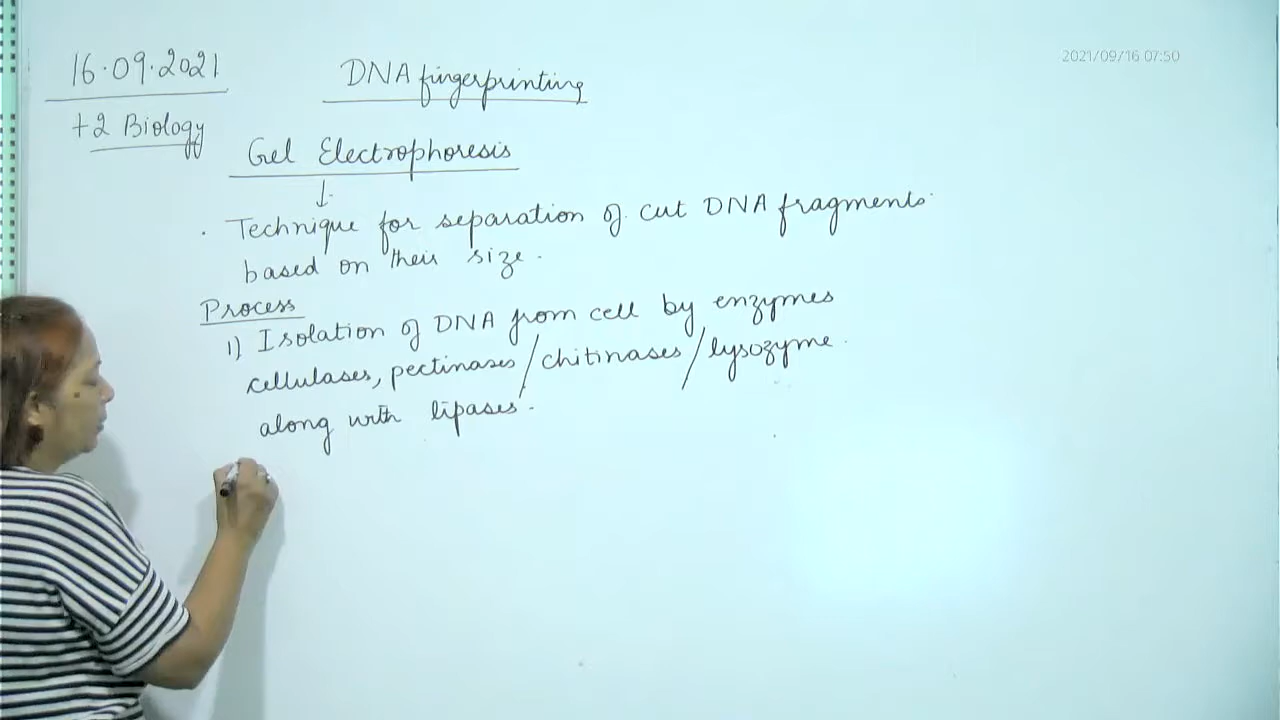 16.09.2021
2021/09/16 07:50
DNA fingerprinting
+2 Biology
Gel Electrophoresis
. Technique for separation of cut DNA fragments.
based on their size.
Process
1) Isolation of DNA from cell by enzymes
cellulases, pectinases / chitinases / lysozyme.
along with lipases.